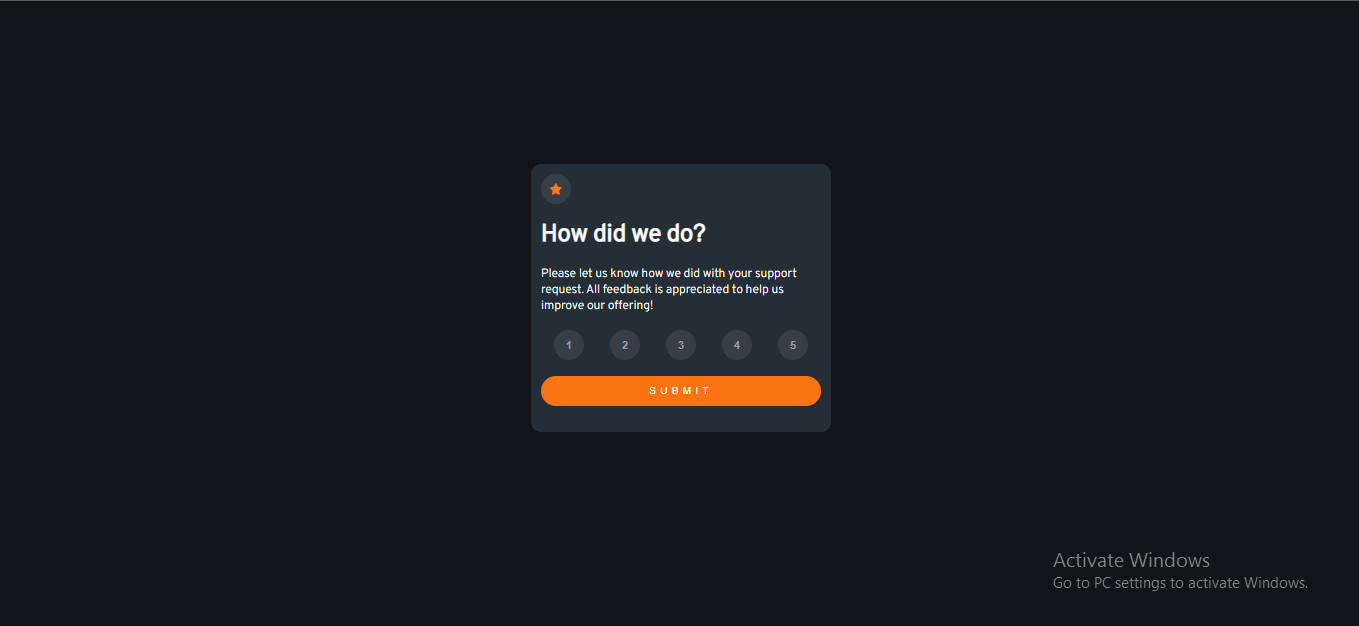 How did we do?
Please let us know how we did with your support
request. All feedback is appreciated to help us
improve our offering!
1 2 3 4 5
SUBMIT
Activate Windows
Go to PC settings to activate Windows.